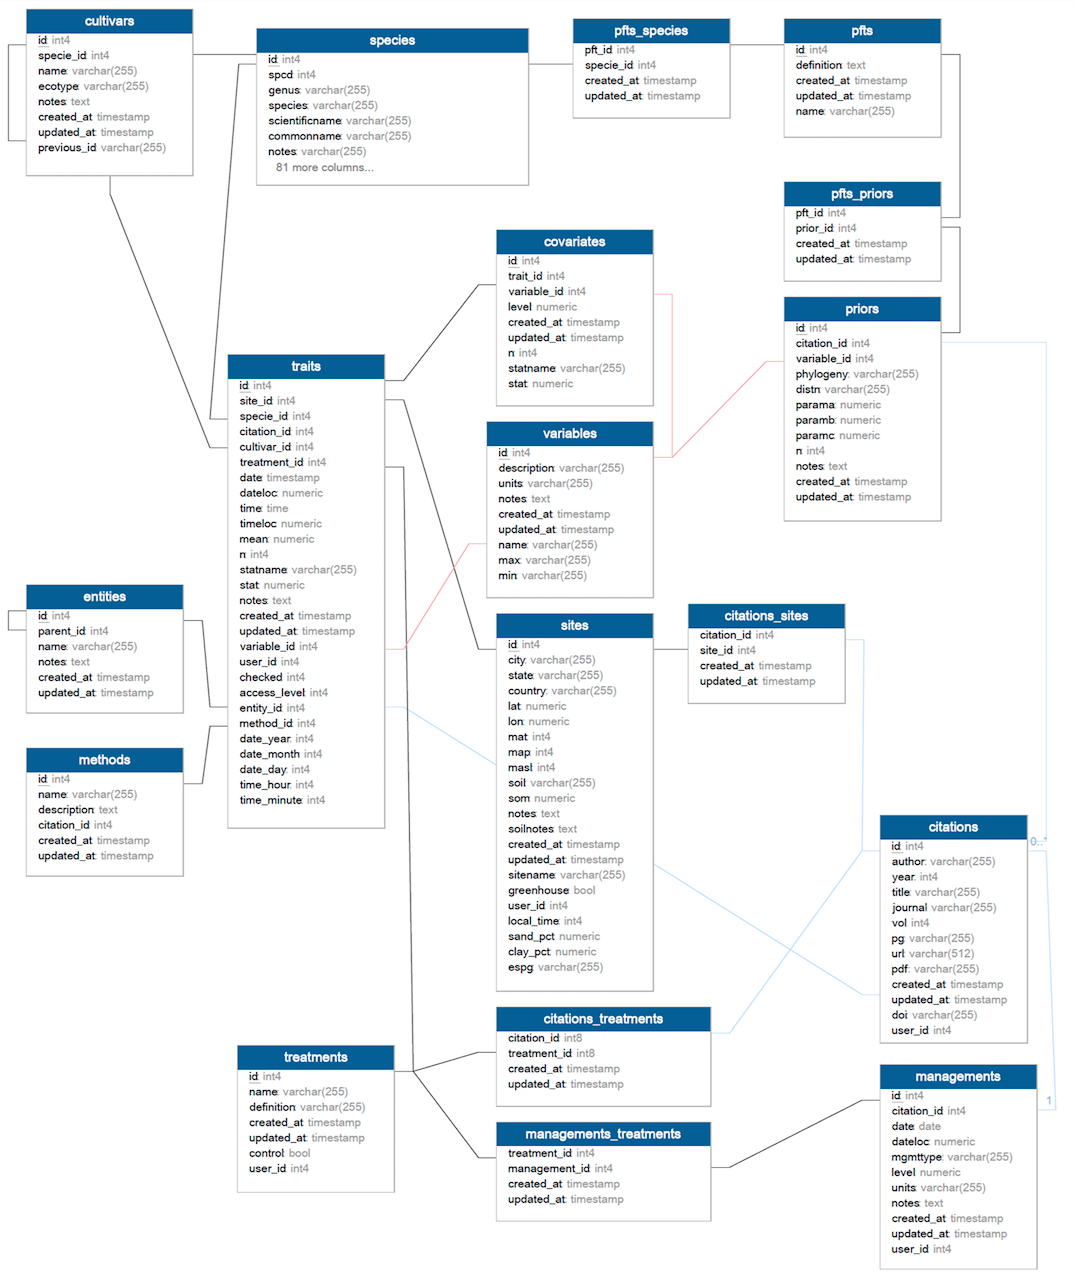 cultivars
id: int4
specie_id: int4
name: varchar(255)
ecotype: varchar(255)
notes: text
created_at: timestamp
updated_at: timestamp
previous_id: varchar(255)
species
id: int4
spcd: int4
genus: varchar(255)
species: varchar(255)
scientificname: varchar(255)
commonname: varchar(255)
notes: varchar(255)
81 more columns...
pfts_species
pft_id: int4
specie_id: int4
created_at: timestamp
updated_at: timestamp
pfts
id: int4
definition: text
created_at: timestamp
updated_at: timestamp
name: varchar(255)
pfts_priors
pft_id: int4
prior_id: int4
created_at: timestamp
updated_at: timestamp
covariates
id: int4
trait_id: int4
variable_id: int4
level: numeric
created_at: timestamp
updated_at: timestamp
n: int4
statname: varchar(255)
stat: numeric
priors
id: int4
citation_id: int4
variable_id: int4
phylogeny: varchar(255)
distn: varchar(255)
parama: numeric
paramb: numeric
paramc: numeric
n: int4
notes: text
created_at: timestamp
updated_at: timestamp
traits
id: int4
site_id: int4
specie_id: int4
citation_id: int4
cultivar_id: int4
treatment_id: int4
date: timestamp
dateloc: numeric
time: time
timeloc: numeric
mean: numeric
n: int4
statname: varchar(255)
stat: numeric
notes: text
created_at: timestamp
updated_at: timestamp
variable_id: int4
user_id: int4
checked: int4
access_level: int4
entity_id: int4
method_id: int4
date_year: int4
date_month: int4
date_day: int4
time_hour: int4
time_minute: int4
variables
id: int4
description: varchar(255)
units: varchar(255)
notes: text
created_at: timestamp
updated_at: timestamp
name: varchar(255)
max: varchar(255)
min: varchar(255)
entities
id: int4
parent_id: int4
name: varchar(255)
notes: text
created_at: timestamp
updated_at: timestamp
methods
id: int4
name: varchar(255)
description: text
citation_id: int4
created_at: timestamp
updated_at: timestamp
sites
id: int4
city: varchar(255)
state: varchar(255)
country: varchar(255)
lat: numeric
lon: numeric
mat: int4
map: int4
masl: int4
soil: varchar(255)
som: numeric
notes: text
soilnotes: text
created_at: timestamp
updated_at: timestamp
sitename: varchar(255)
greenhouse: bool
user_id: int4
local_time: int4
sand_pct: numeric
clay_pct: numeric
espg: varchar(255)
citations_sites
citation_id: int4
site_id: int4
created_at: timestamp
updated_at: timestamp
citations
id: int4
author: varchar(255)
year: int4
title: varchar(255)
journal: varchar(255)
vol: int4
pg: varchar(255)
url: varchar(512)
pdf: varchar(255)
created_at: timestamp
updated_at: timestamp
doi: varchar(255)
user_id: int4
0..*
citations_treatments
citation_id: int8
treatment_id: int8
created_at: timestamp
updated_at: timestamp
treatments
id: int4
name: varchar(255)
definition: varchar(255)
created_at: timestamp
updated_at: timestamp
control: bool
user_id: int4
managements_treatments
treatment_id: int4
management_id: int4
created_at: timestamp
updated_at: timestamp
managements
id: int4
citation_id: int4
date: date
dateloc: numeric
mgmttype: varchar(255)
level: numeric
units: varchar(255)
notes: text
created_at: timestamp
updated_at: timestamp
user_id: int4
1